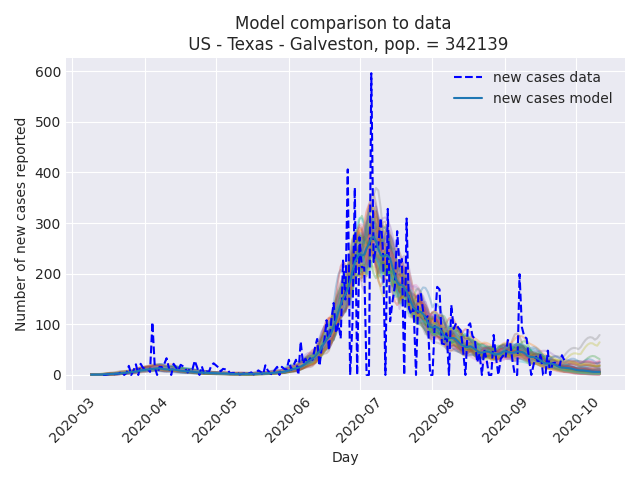 Model comparison to data
US - Texas - Galveston, pop. = 342139
Number of new cases reported
600
500
400
300
200
100
0
new cases data
new cases model
2020-03
2020-04
2020-05
2020-06
2020-07
2020-08
2020-09
2020-10
Day